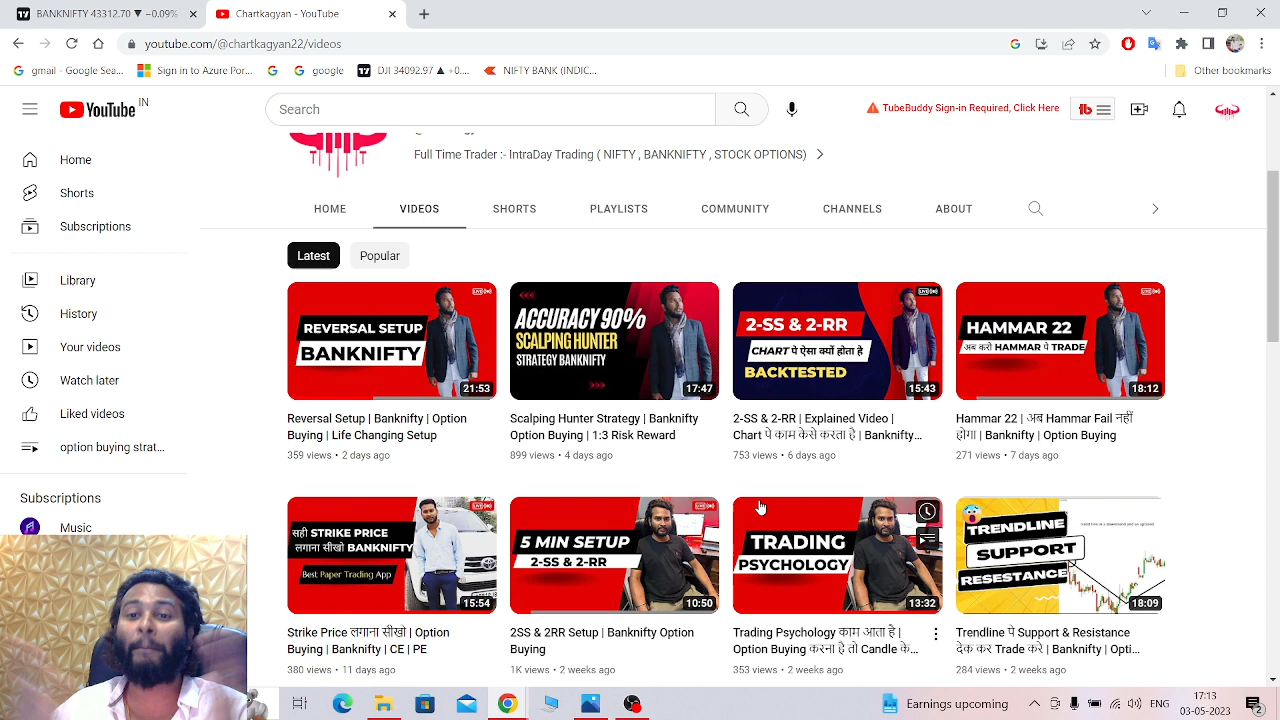 BANKNIFTY 43312.70 ▼ −0.09%
Chartkagyan - YouTube
youtube.com/@chartkagyan22/videos
gmail - Google Sea...
Sign in to Azure Por...
google
DJI 34092.97 ▲ +0...
NIFTY BANK (INDIC...
Other bookmarks
YouTube IN
Search
TubeBuddy Sign-in Required, Click Here
Full Time Trader :- IntraDay Trading ( NIFTY , BANKNIFTY , STOCK OPTIONS)
HOME VIDEOS SHORTS PLAYLISTS COMMUNITY CHANNELS ABOUT
Home
Shorts
Subscriptions
Library
History
Your videos
Watch later
Liked videos
option buying strat...
Subscriptions
Music
Latest Popular
REVERSAL SETUP
BANKNIFTY
LIVE
21:53
ACCURACY 90%
SCALPING HUNTER
STRATEGY BANKNIFTY
17:47
2-SS & 2-RR
CHART पे ऐसा क्यों होता है
BACKTESTED
LIVE
15:43
HAMMAR 22
अब करो HAMMAR पे TRADE
LIVE
18:12
Reversal Setup | Banknifty | Option
Buying | Life Changing Setup
359 views • 2 days ago
Scalping Hunter Strategy | Banknifty
Option Buying | 1:3 Risk Reward
899 views • 4 days ago
2-SS & 2-RR | Explained Video |
Chart पे काम केसे करता है | Banknifty...
753 views • 6 days ago
Hammar 22 | अब Hammar Fail नहीं
होगा | Banknifty | Option Buying
271 views • 7 days ago
सही STRIKE PRICE
लगाना सीखो BANKNIFTY
Best Paper Trading App
LIVE
15:54
5 MIN SETUP
2-SS & 2-RR
LIVE
10:50
TRADING
PSYCHOLOGY
13:32
TRENDLINE
SUPPORT
RESESTANCE
18:09
Strike Price लगाना सीखो | Option
Buying | Banknifty | CE | PE
380 views • 11 days ago
2SS & 2RR Setup | Banknifty Option
Buying
1K views • 2 weeks ago
Trading Psychology काम आता है |
Option Buying करना है तो Candle के...
353 views • 2 weeks ago
Trendline पे Support & Resistance
देक कर Trade करे | Banknifty | Opti...
284 views • 2 weeks ago
Earnings upcoming
17:13
03-05-2023